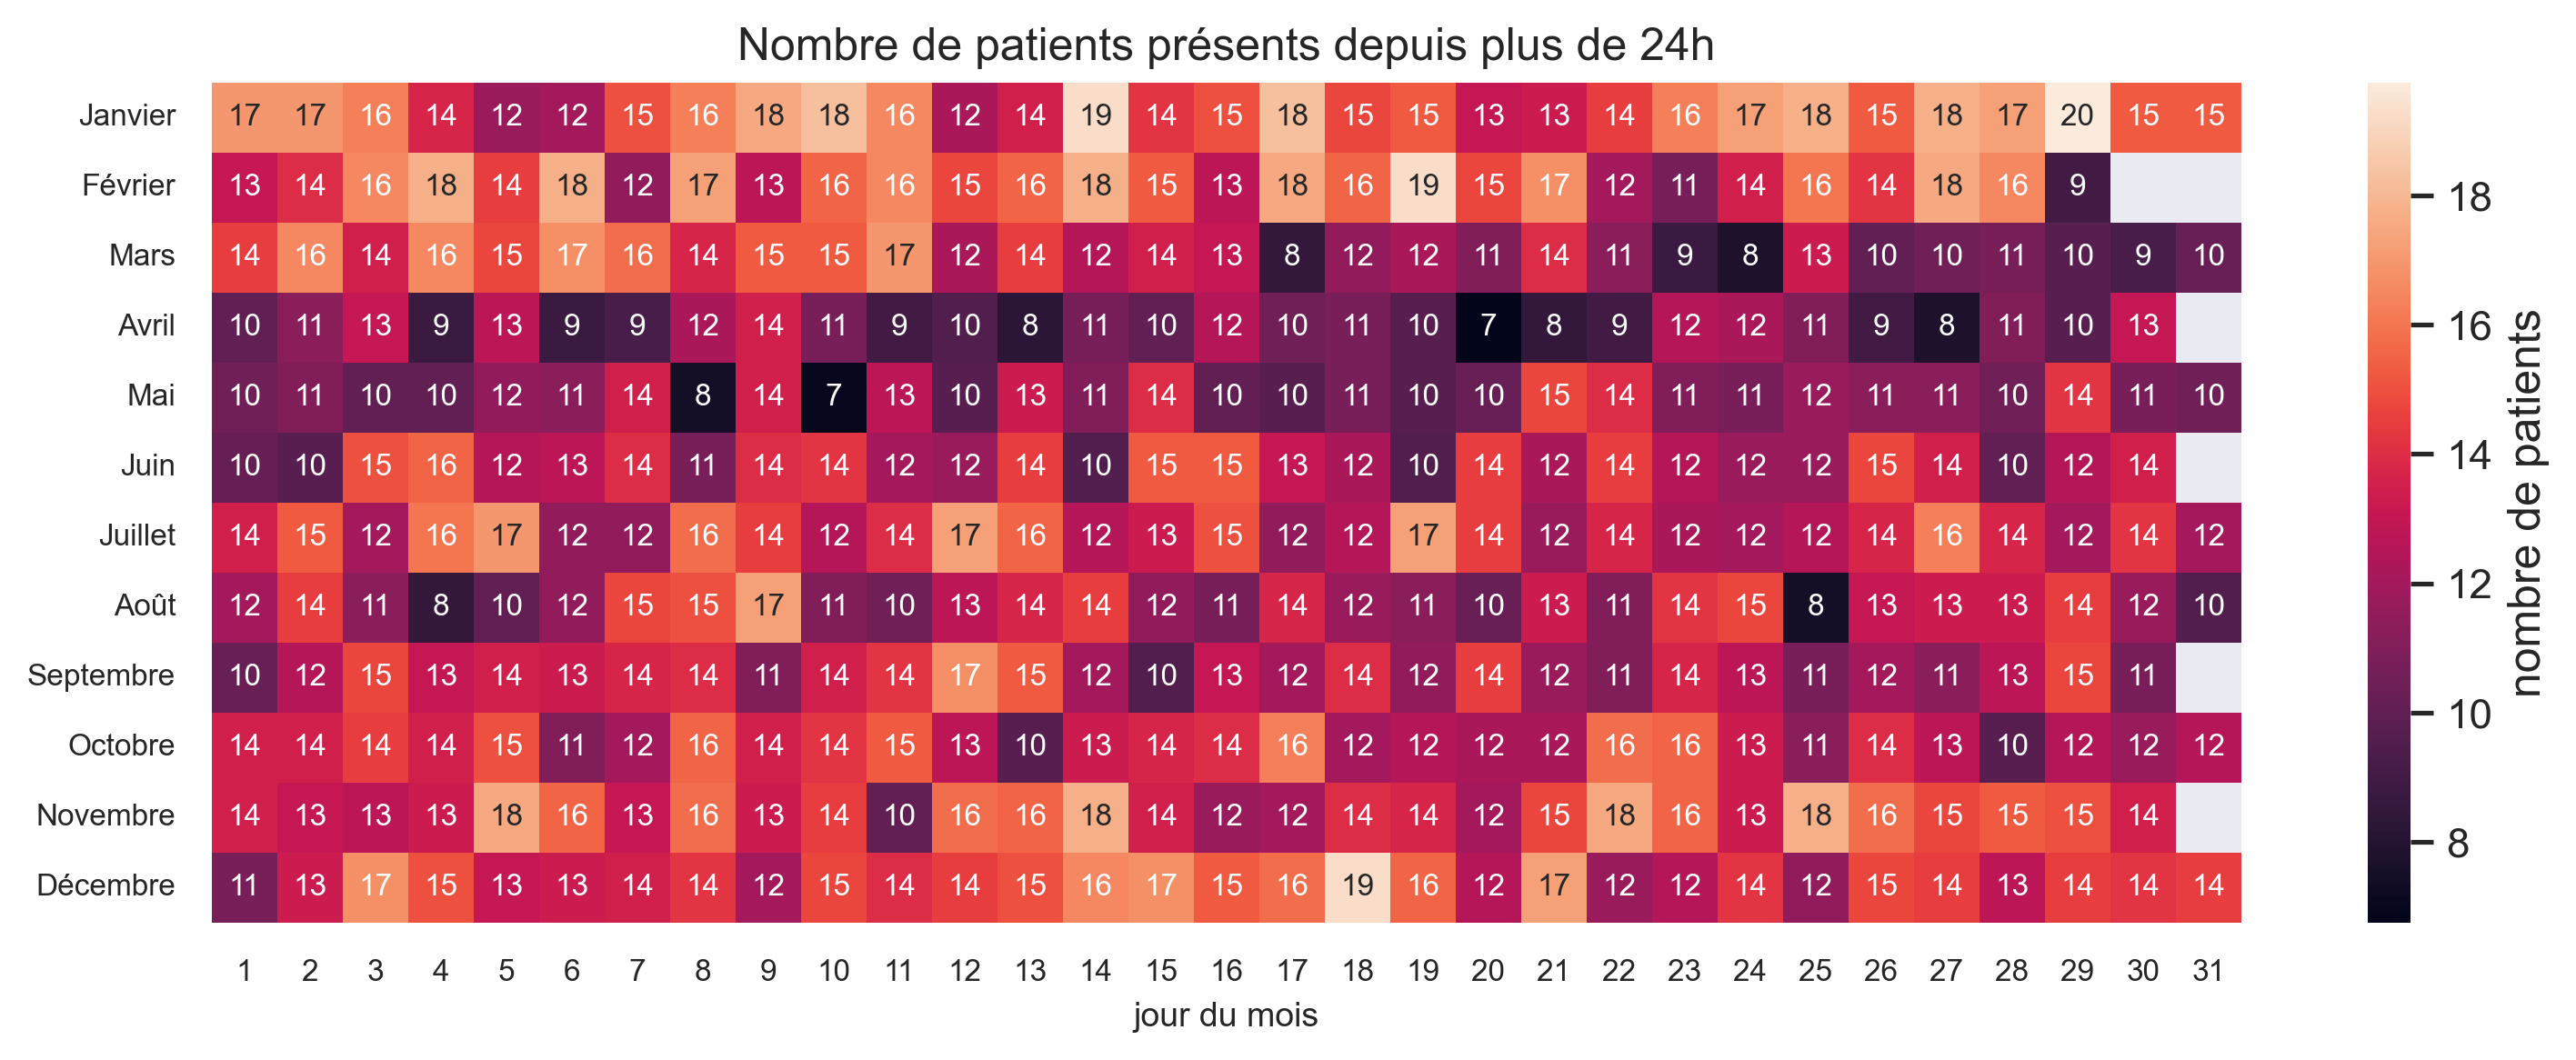 Nombre de patients présents depuis plus de 24h
Janvier 17 17 16 14 12 12 15 16 18 18 16 12 14 19 14 15 18 15 15 13 13 14 16 17 18 15 18 17 20 15 15
Février 13 14 16 18 14 18 12 17 13 16 16 15 16 18 15 13 18 16 19 15 17 12 11 14 16 14 18 16 9
Mars 14 16 14 16 15 17 16 14 15 15 17 12 14 12 14 13 8 12 12 11 14 11 9 8 13 10 10 11 10 9 10
Avril 10 11 13 9 13 9 9 12 14 11 9 10 8 11 10 12 10 11 10 7 8 9 12 12 11 9 8 11 10 13
Mai 10 11 10 10 12 11 14 8 14 7 13 10 13 11 14 10 10 11 10 10 15 14 11 11 12 11 11 10 14 11 10
Juin 10 10 15 16 12 13 14 11 14 14 12 12 14 10 15 15 13 12 10 14 12 14 12 12 12 15 14 10 12 14
Juillet 14 15 12 16 17 12 12 16 14 12 14 17 16 12 13 15 12 12 17 14 12 14 12 12 12 14 16 14 12 14 12
Août 12 14 11 8 10 12 15 15 17 11 10 13 14 14 12 11 14 12 11 10 13 11 14 15 8 13 13 13 14 12 10
Septembre 10 12 15 13 14 13 14 14 11 14 14 17 15 12 10 13 12 14 12 14 12 11 14 13 11 12 11 13 15 11
Octobre 14 14 14 14 15 11 12 16 14 14 15 13 10 13 14 14 16 12 12 12 12 16 16 13 11 14 13 10 12 12 12
Novembre 14 13 13 13 18 16 13 16 13 14 10 16 16 18 14 12 12 14 14 12 15 18 16 13 18 16 15 15 15 14
Décembre 11 13 17 15 13 13 14 14 12 15 14 14 15 16 17 15 16 19 16 12 17 12 12 14 12 15 14 13 14 14 14
1 2 3 4 5 6 7 8 9 10 11 12 13 14 15 16 17 18 19 20 21 22 23 24 25 26 27 28 29 30 31
jour du mois
18
16
14
12
10
8
nombre de patients